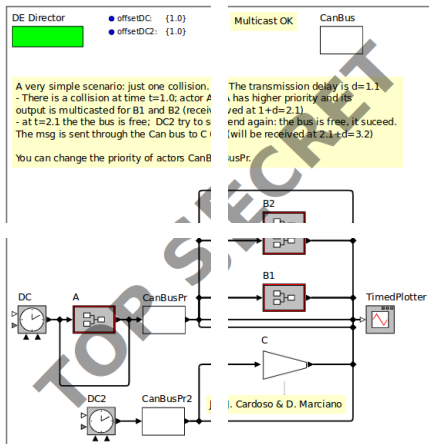 DE Director
offsetDC: {1.0}
offsetDC2: {1.0}
Multicast OK
CanBus
A very simple scenario: just one collision. The transmission delay is d=1.1
- There is a collision at time t=1.0; actor A has higher priority and its
output is multicasted for B1 and B2 (received at 1+d=2.1)
- at t=2.1 the the bus is free; DC2 try to send again: the bus is free, it suceed.
The msg is sent through the Can bus to C (will be received at 2.1+d=3.2)
You can change the priority of actors CanBusPr.
B2
B1
DC
A
CanBusPr
TimedPlotter
C
DC2
CanBusPr2
J. Cardoso & D. Marciano
TOP SECRET